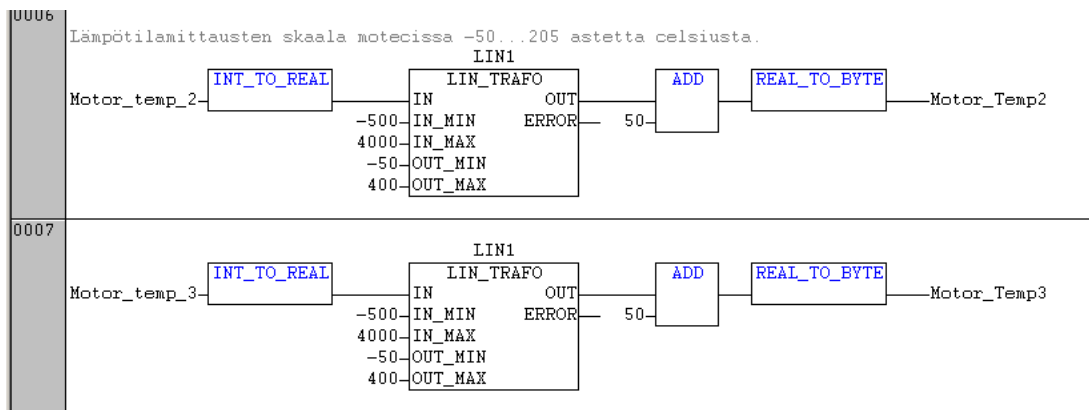 0006
Lämpötilamittausten skaala motecissa -50...205 astetta celsiusta.
LIN1
INT_TO_REAL LIN_TRAFO ADD REAL_TO_BYTE
Motor_temp_2 IN OUT Motor_Temp2
-500 IN_MIN ERROR 50
4000 IN_MAX
-50 OUT_MIN
400 OUT_MAX
0007
LIN1
INT_TO_REAL LIN_TRAFO ADD REAL_TO_BYTE
Motor_temp_3 IN OUT Motor_Temp3
-500 IN_MIN ERROR 50
4000 IN_MAX
-50 OUT_MIN
400 OUT_MAX